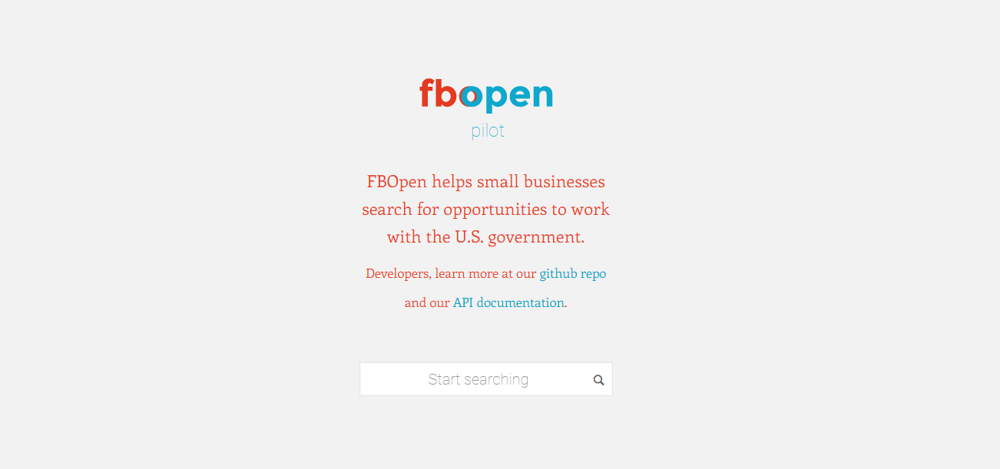 fbopen
pilot
FBOpen helps small businesses
search for opportunities to work
with the U.S. government.
Developers, learn more at our github repo
and our API documentation.
Start searching